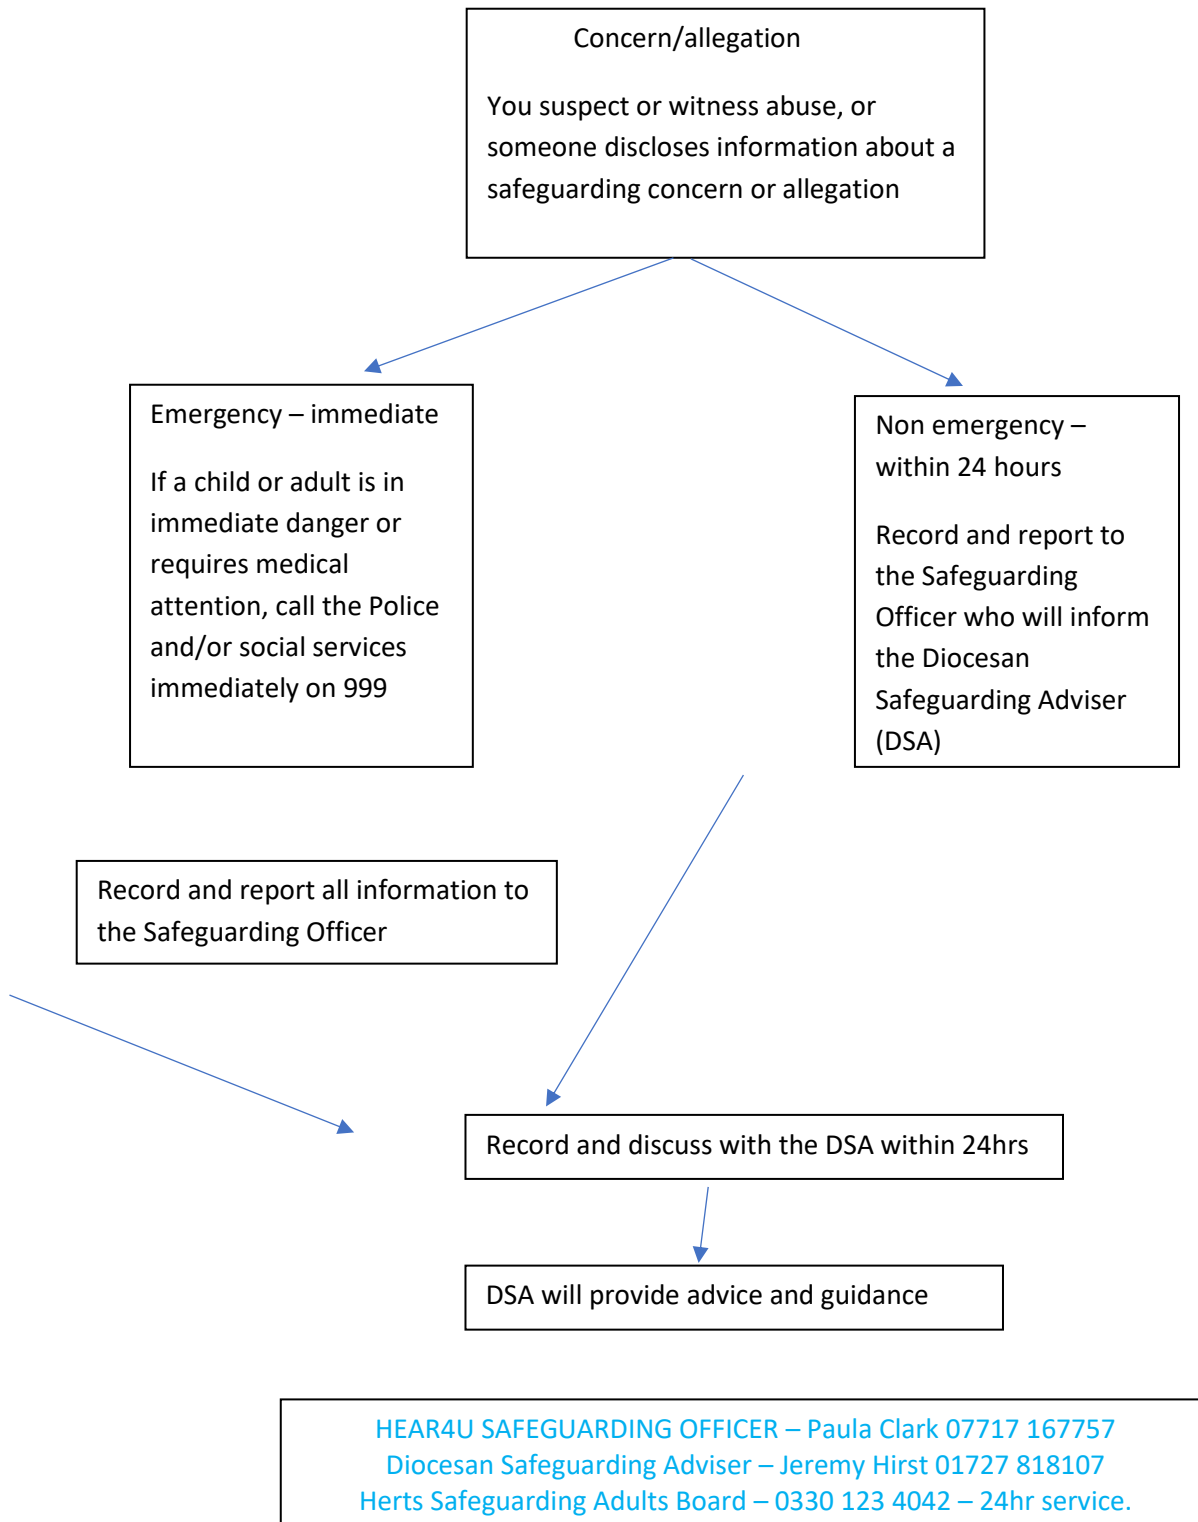 Concern/allegation
You suspect or witness abuse, or
someone discloses information about a
safeguarding concern or allegation
Emergency – immediate
If a child or adult is in
immediate danger or
requires medical
attention, call the Police
and/or social services
immediately on 999
Non emergency –
within 24 hours
Record and report to
the Safeguarding
Officer who will inform
the Diocesan
Safeguarding Adviser
(DSA)
Record and report all information to
the Safeguarding Officer
Record and discuss with the DSA within 24hrs
DSA will provide advice and guidance
HEAR4U SAFEGUARDING OFFICER – Paula Clark 07717 167757
Diocesan Safeguarding Adviser – Jeremy Hirst 01727 818107
Herts Safeguarding Adults Board – 0330 123 4042 – 24hr service.